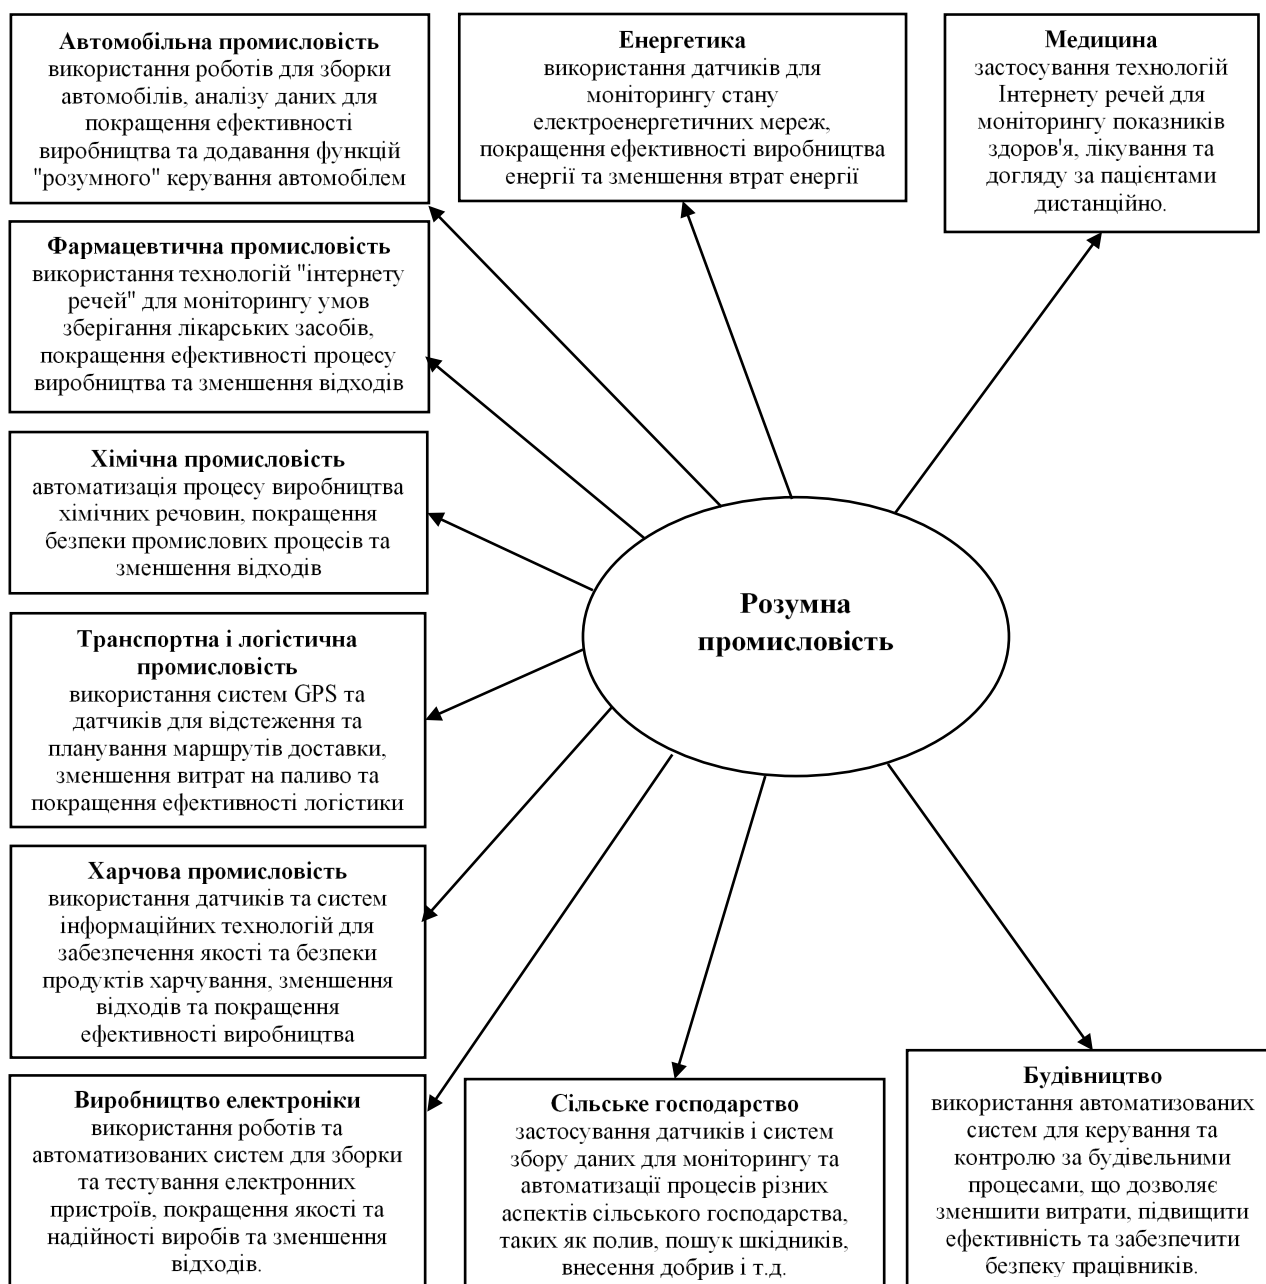 Автомобільна промисловість
використання роботів для зборки
автомобілів, аналізу даних для
покращення ефективності
виробництва та додавання функцій
"розумного" керування автомобілем
Енергетика
використання датчиків для
моніторингу стану
електроенергетичних мереж,
покращення ефективності виробництва
енергії та зменшення втрат енергії
Медицина
застосування технологій
Інтернету речей для
моніторингу показників
здоров'я, лікування та
догляду за пацієнтами
дистанційно.
Фармацевтична промисловість
використання технологій "інтернету
речей" для моніторингу умов
зберігання лікарських засобів,
покращення ефективності процесу
виробництва та зменшення відходів
Хімічна промисловість
автоматизація процесу виробництва
хімічних речовин, покращення
безпеки промислових процесів та
зменшення відходів
Розумна
промисловість
Транспортна і логістична
промисловість
використання систем GPS та
датчиків для відстеження та
планування маршрутів доставки,
зменшення витрат на паливо та
покращення ефективності логістики
Харчова промисловість
використання датчиків та систем
інформаційних технологій для
забезпечення якості та безпеки
продуктів харчування, зменшення
відходів та покращення
ефективності виробництва
Виробництво електроніки
використання роботів та
автоматизованих систем для зборки
та тестування електронних
пристроїв, покращення якості та
надійності виробів та зменшення
відходів.
Сільське господарство
застосування датчиків і систем
збору даних для моніторингу та
автоматизації процесів різних
аспектів сільського господарства,
таких як полив, пошук шкідників,
внесення добрив і т.д.
Будівництво
використання автоматизованих
систем для керування та
контролю за будівельними
процесами, що дозволяє
зменшити витрати, підвищити
ефективність та забезпечити
безпеку працівників.